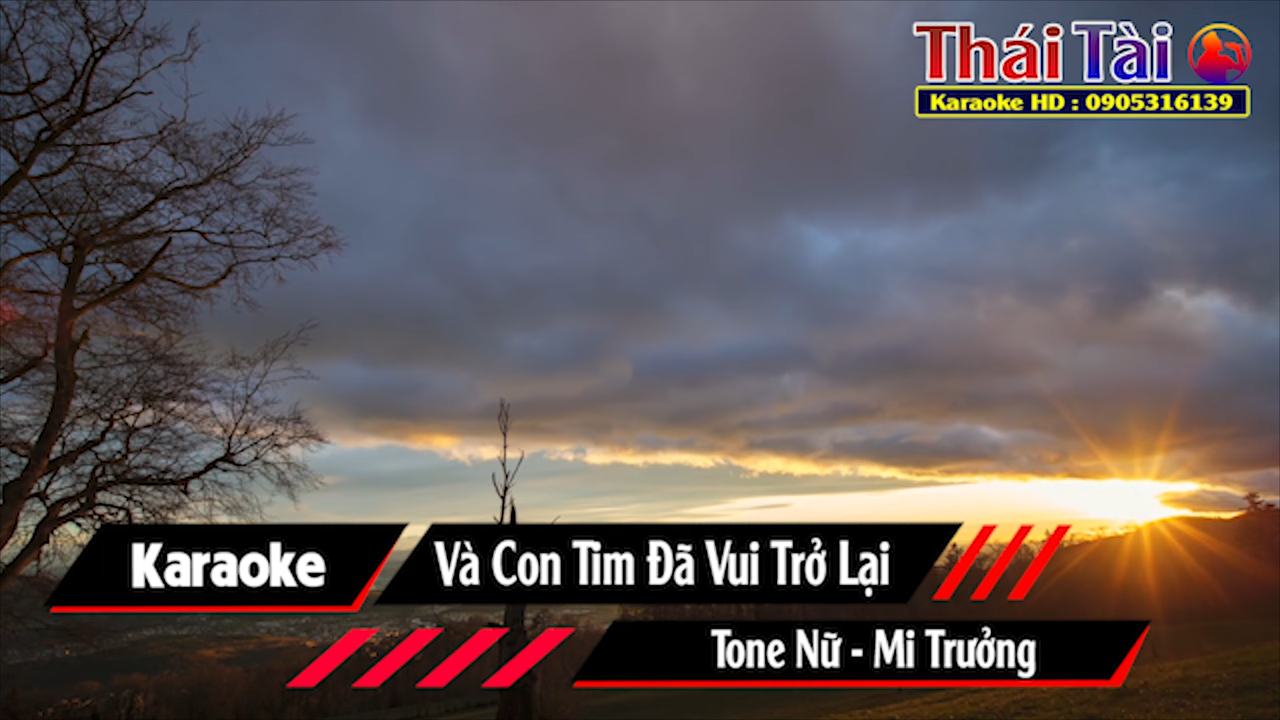 Thái Tài
Karaoke HD : 0905316139
Karaoke
Và Con Tim Đã Vui Trở Lại
Tone Nữ - Mi Trưởng